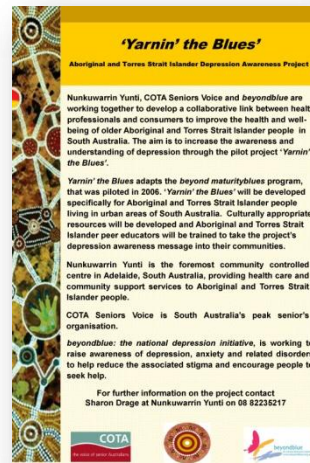 'Yarnin' the Blues'
Aboriginal and Torres Strait Islander Depression Awareness Project
Nunkuwarrin Yunti, COTA Seniors Voice and beyondblue are
working together to develop a collaborative link between healt
professionals and consumers to improve the health and well-
being of older Aboriginal and Torres Strait Islander people in
South Australia. The aim is to increase the awareness and
understanding of depression through the pilot project 'Yarnin'
the Blues'.
Yarnin' the Blues adapts the beyond maturityblues program,
that was piloted in 2006. 'Yarnin' the Blues' will be developed
specifically for Aboriginal and Torres Strait Islander people
living in urban areas of South Australia. Culturally appropriate
resources will be developed and Aboriginal and Torres Strait
Islander peer educators will be trained to take the project's
depression awareness message into their communities.
Nunkuwarrin Yunti is the foremost community controlled
centre in Adelaide, South Australia, providing health care and
community support services to Aboriginal and Torres Strait
Islander people.
COTA Seniors Voice is South Australia's peak senior's
organisation.
beyondblue: the national depression initiative, is working to
raise awareness of depression, anxiety and related disorders
to help reduce the associated stigma and encourage people to
seek help.
For further information on the project contact
Sharon Drage at Nunkuwarrin Yunti on 08 82235217
COTA
beyondblue